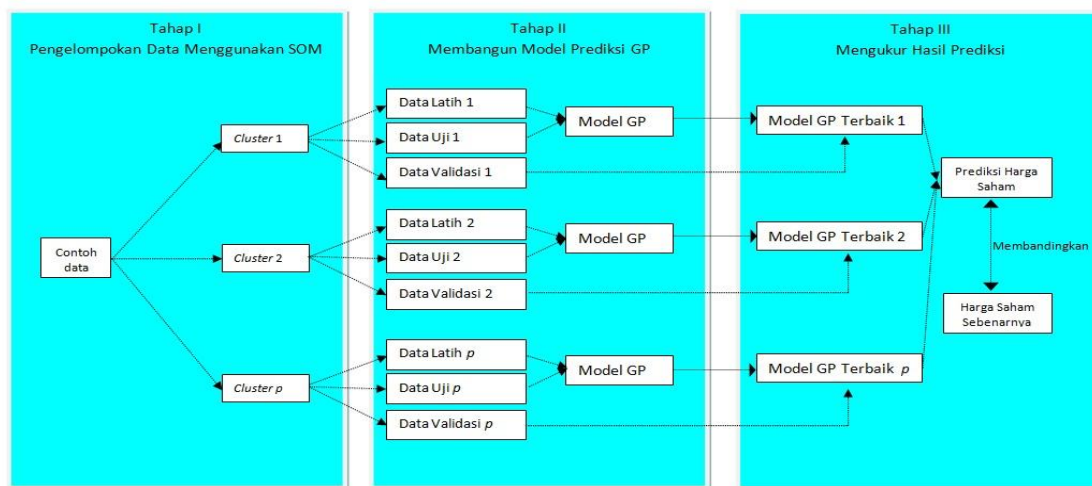 Tahap I
Pengelompokan Data Menggunakan SOM
Contoh
data
Cluster 1
Cluster 2
Cluster p
Tahap II
Membangun Model Prediksi GP
Data Latih 1
Data Uji 1
Data Validasi 1
Model GP
Data Latih 2
Data Uji 2
Data Validasi 2
Model GP
Data Latih p
Data Uji p
Data Validasi p
Model GP
Tahap III
Mengukur Hasil Prediksi
Model GP Terbaik 1
Model GP Terbaik 2
Model GP Terbaik p
Prediksi Harga
Saham
Membandingkan
Harga Saham
Sebenarnya